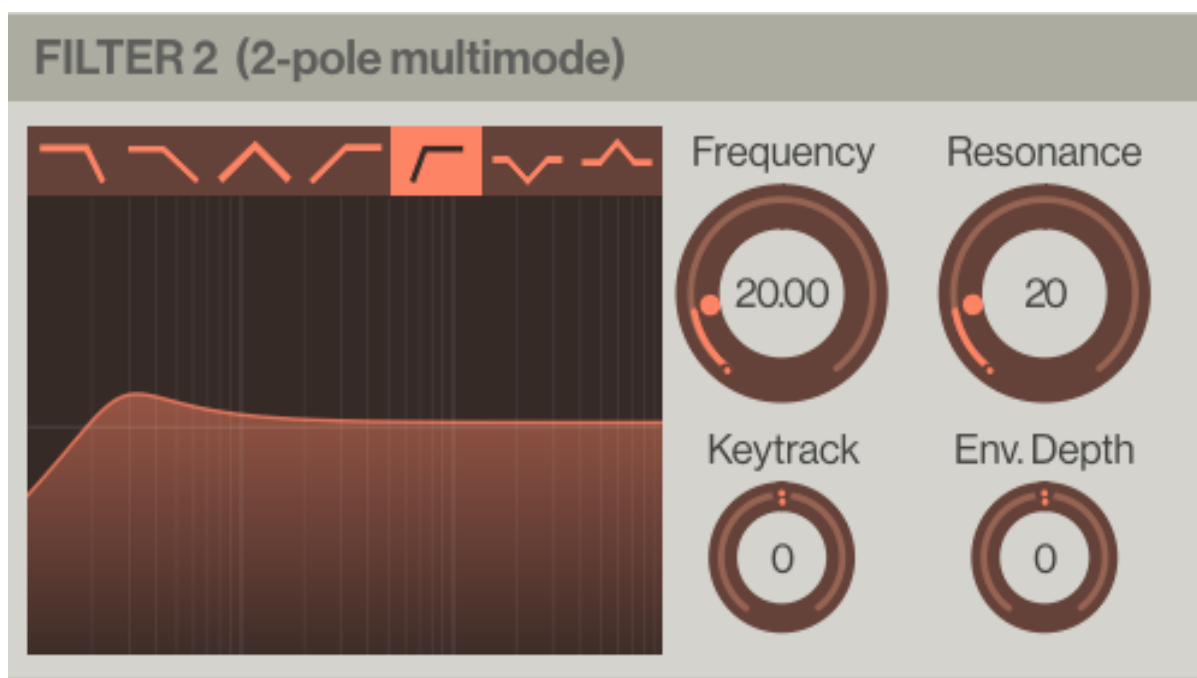 FILTER 2 (2-pole multimode)
Frequency Resonance
20.00 20
Keytrack Env. Depth
0 0